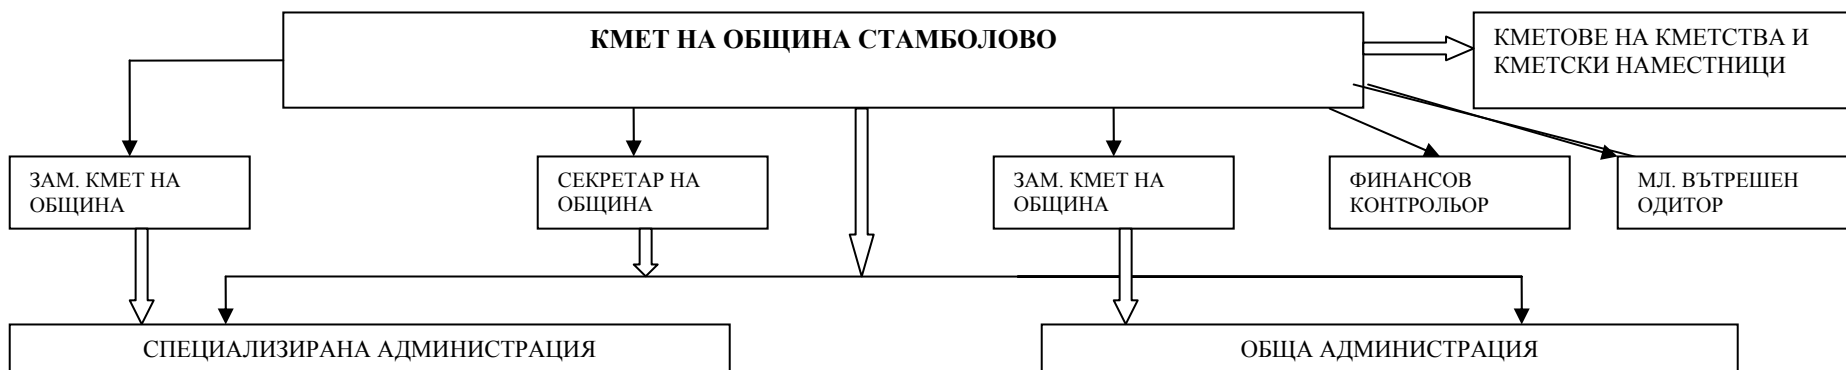 КМЕТ НА ОБЩИНА СТАМБОЛОВО
КМЕТОВЕ НА КМЕТСТВА И
КМЕТСКИ НАМЕСТНИЦИ
ЗАМ. КМЕТ НА
ОБЩИНА
СЕКРЕТАР НА
ОБЩИНА
ЗАМ. КМЕТ НА
ОБЩИНА
ФИНАНСОВ
КОНТРОЛЬОР
МЛ. ВЪТРЕШЕН
ОДИТОР
СПЕЦИАЛИЗИРАНА АДМИНИСТРАЦИЯ
ОБЩА АДМИНИСТРАЦИЯ